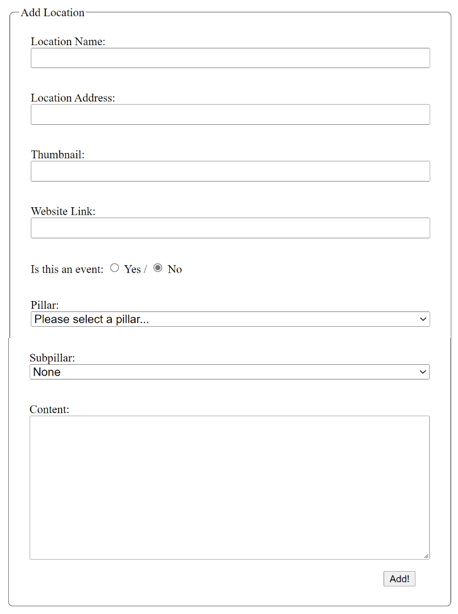 Add Location
Location Name:
Location Address:
Thumbnail:
Website Link:
Is this an event: Yes / No
Pillar:
Please select a pillar...
Subpillar:
None
Content:
Add!